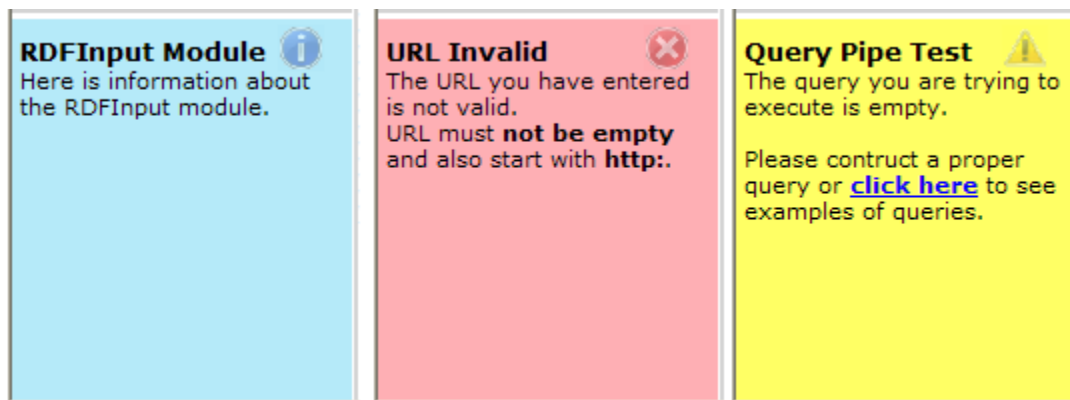 RDFInput Module
Here is information about
the RDFInput module.
URL Invalid
The URL you have entered
is not valid.
URL must not be empty
and also start with http:.
Query Pipe Test
The query you are trying to
execute is empty.
Please contruct a proper
query or click here to see
examples of queries.